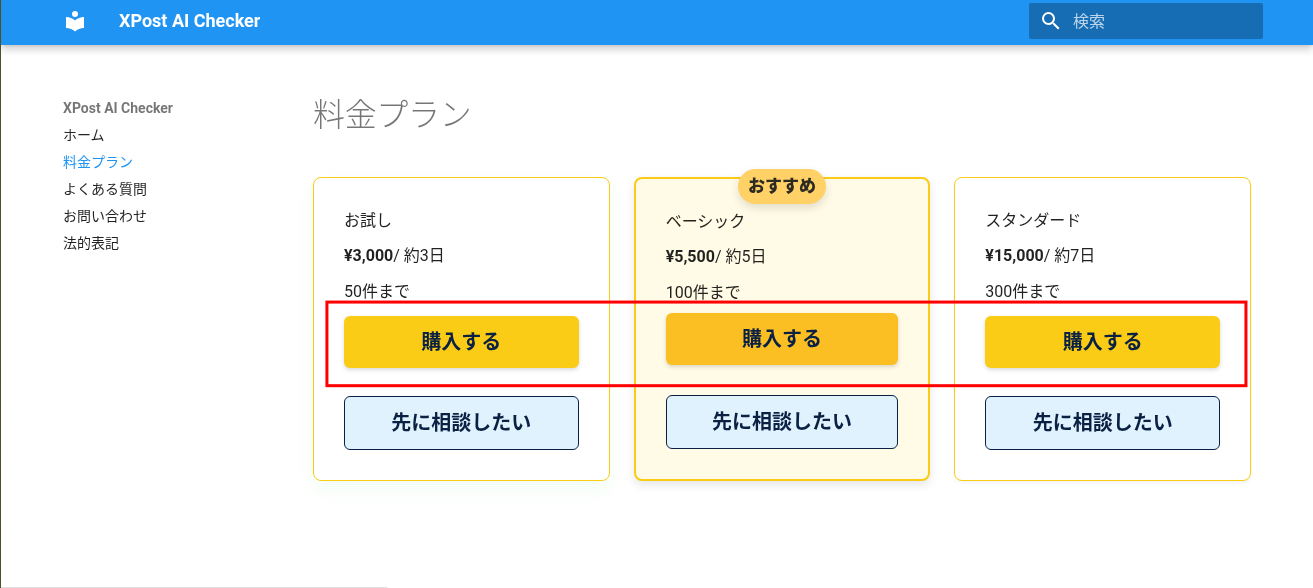 XPost AI Checker
検索
XPost AI Checker
ホーム
料金プラン
よくある質問
お問い合わせ
法的表記
料金プラン
お試し
¥3,000/ 約3日
50件まで
購入する
先に相談したい
おすすめ
ベーシック
¥5,500/ 約5日
100件まで
購入する
先に相談したい
スタンダード
¥15,000/ 約7日
300件まで
購入する
先に相談したい